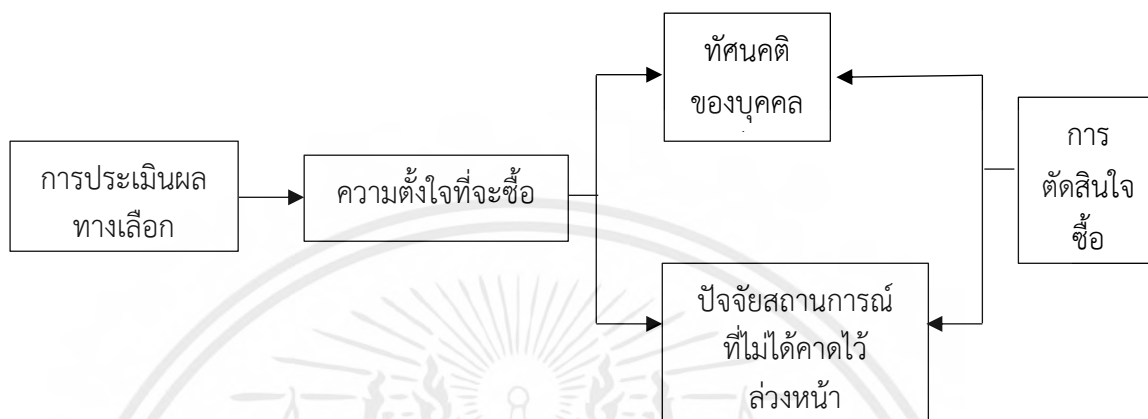 การประเมินผล
ทางเลือก
ความตั้งใจที่จะซื้อ
ทัศนคติ
ของบุคคล
ปัจจัยสถานการณ์
ที่ไม่ได้คาดไว้
ล่วงหน้า
การ
ตัดสินใจ
ซื้อ